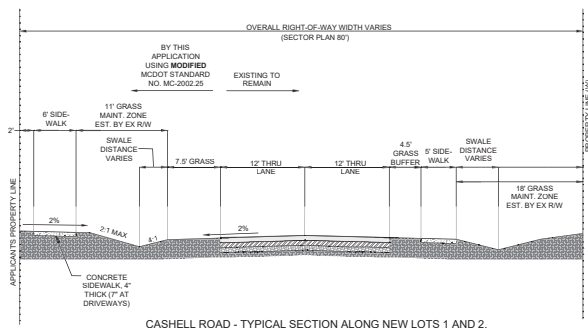 OVERALL RIGHT-OF-WAY WIDTH VARIES
(SECTOR PLAN 80')
BY THIS
APPLICATION
USING MODIFIED
MCDOT STANDARD
NO. MC-2002.25
EXISTING TO
REMAIN
2'
6' SIDE-
WALK
11' GRASS
MAINT. ZONE
EST. BY EX R/W
SWALE
DISTANCE
VARIES
7.5' GRASS
12' THRU
LANE
12' THRU
LANE
4.5'
GRASS
BUFFER
5' SIDE-
WALK
SWALE
DISTANCE
VARIES
18' GRASS
MAINT. ZONE
EST. BY EX R/W
APPLICANTS PROPERTY LINE
2%
2:1 MAX
4:1
2%
CONCRETE
SIDEWALK, 4"
THICK (7" AT
DRIVEWAYS)
CASHELL ROAD - TYPICAL SECTION ALONG NEW LOTS 1 AND 2.